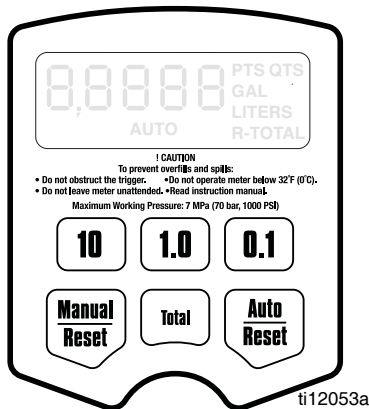 8,8888 PTS QTS
GAL
LITERS
AUTO R-TOTAL
! CAUTION
To prevent overfills and spills:
• Do not obstruct the trigger. •Do not operate meter below 32°F (0°C).
• Do not leave meter unattended. •Read instruction manual.
Maximum Working Pressure: 7 MPa (70 bar, 1000 PSI)
10 1.0 0.1
Manual Total Auto
Reset Reset
ti12053a